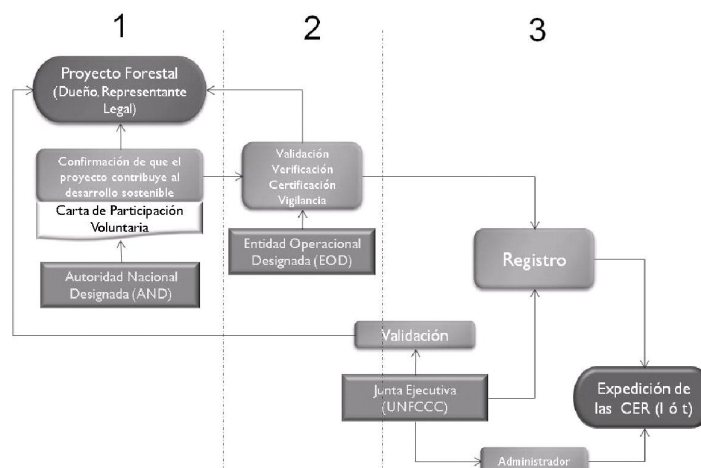 1
2
3
Proyecto Forestal
(Dueño, Representante
Legal)
Confirmación de que el
proyecto contribuye al
desarrollo sostenible
Carta de Participación
Voluntaria
Autoridad Nacional
Designada (AND)
Validación
Verificación
Certificación
Vigilancia
Entidad Operacional
Designada (EOD)
Registro
Validación
Junta Ejecutiva
(UNFCCC)
Expedición de
las CER (l ó t)
Administrador